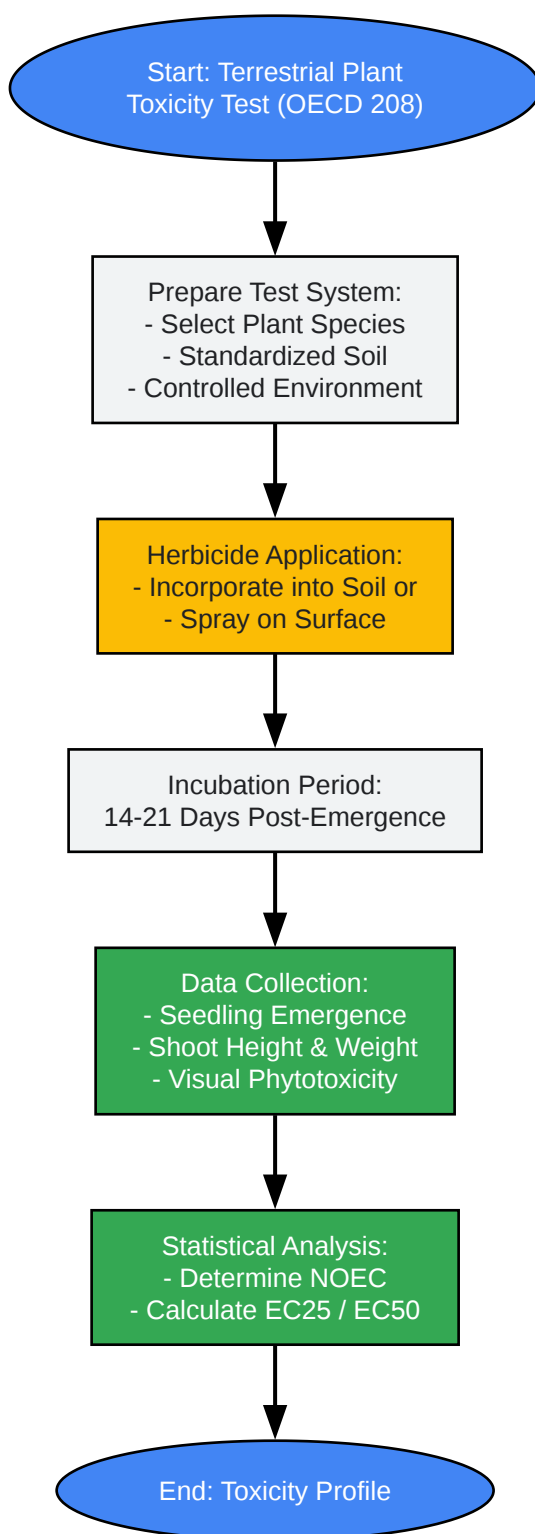 Start: Terrestrial Plant
Toxicity Test (OECD 208)
Prepare Test System:
- Select Plant Species
- Standardized Soil
- Controlled Environment
Herbicide Application:
- Incorporate into Soil or
- Spray on Surface
Incubation Period:
14-21 Days Post-Emergence
Data Collection:
- Seedling Emergence
- Shoot Height & Weight
- Visual Phytotoxicity
Statistical Analysis:
- Determine NOEC
- Calculate EC25 / EC50
End: Toxicity Profile